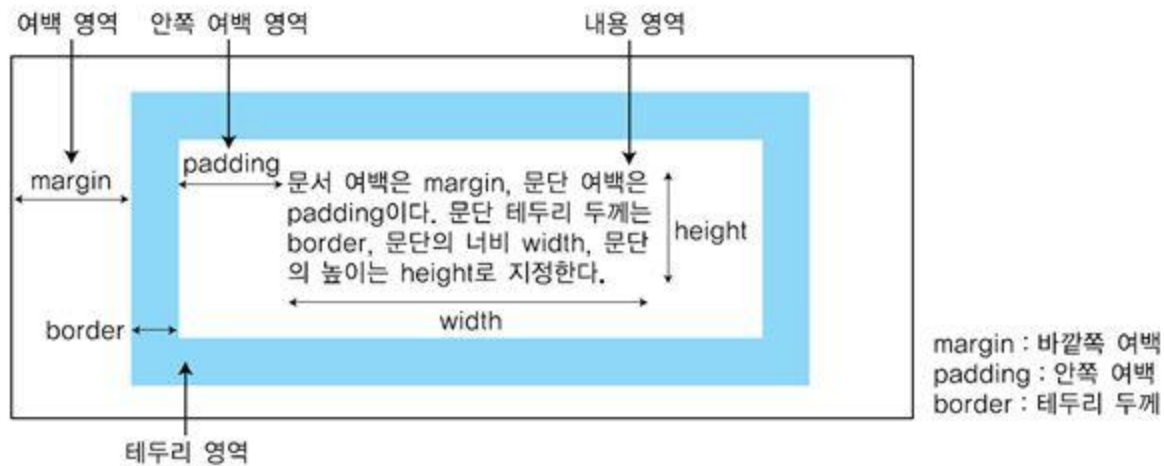 여백 영역 안쪽 여백 영역 내용 영역
padding
margin
문서 여백은 margin, 문단 여백은
padding이다. 문단 테두리 두께는
border, 문단의 너비 width, 문단
의 높이는 height로 지정한다.
height
width
border
margin : 바깥쪽 여백
padding : 안쪽 여백
border : 테두리 두께
테두리 영역